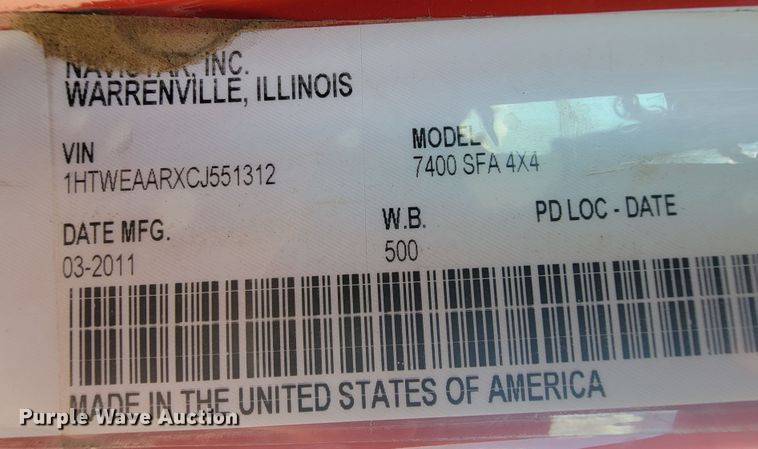 NAVISTAR, INC.
WARRENVILLE, ILLINOIS
VIN
1HTWEAARXCJ551312
MODEL
7400 SFA 4X4
DATE MFG.
03-2011
W.B.
500
PD LOC - DATE
MADE IN THE UNITED STATES OF AMERICA
Purple Wave Auction